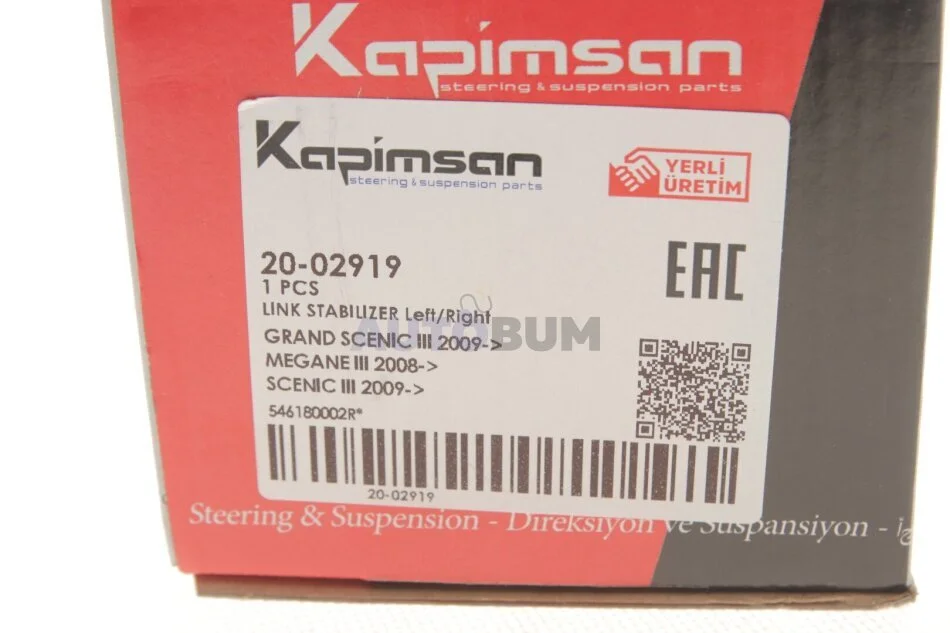 Kapimsan
steering & suspension parts
Kapimsan
steering & suspension parts
YERLİ
ÜRETİM
20-02919
1 PCS
EAC
LINK STABILIZER Left/Right
AUTOBUM
GRAND SCENIC III 2009->
MEGANE III 2008->
SCENIC III 2009->
546180002R*
20-02919
Steering & Suspension - Direksiyon ve Suspansiyon -